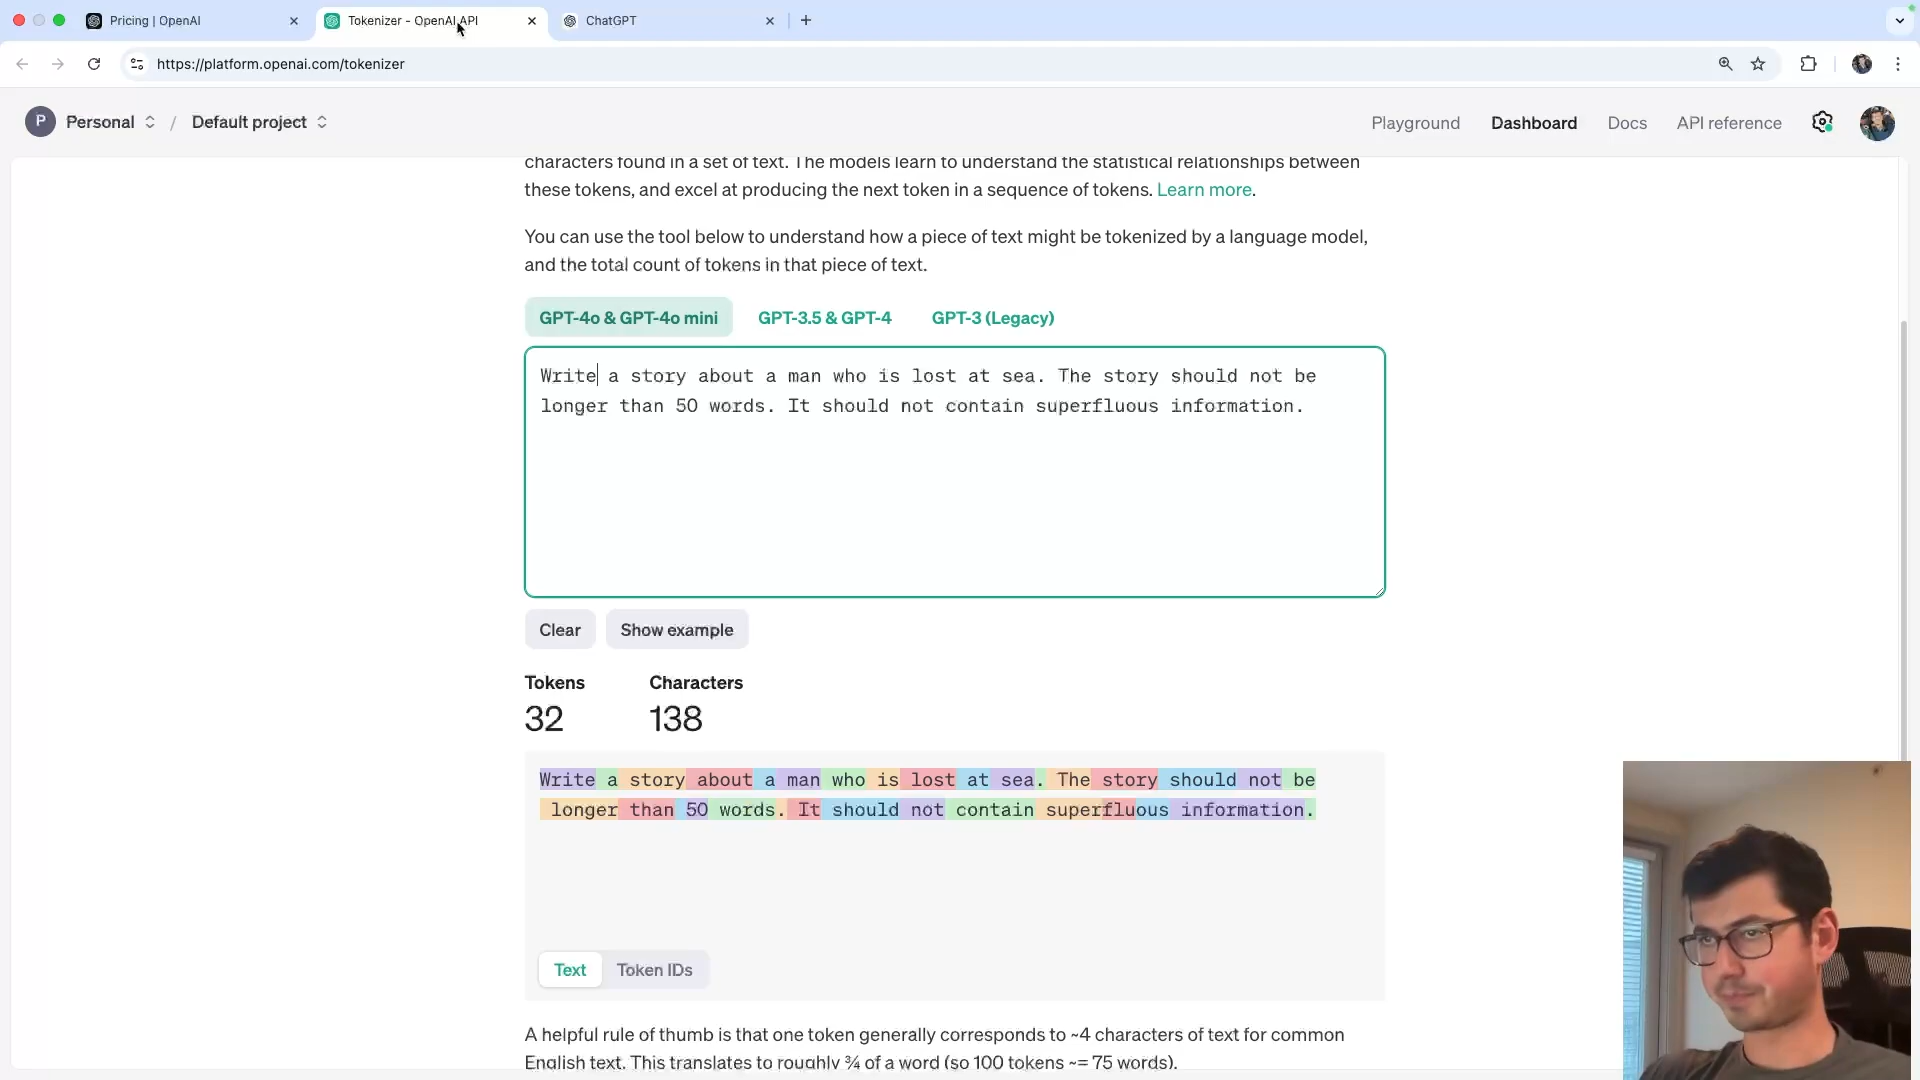 Pricing | OpenAI
Tokenizer - OpenAI API
ChatGPT
https://platform.openai.com/tokenizer
P Personal / Default project
Playground Dashboard Docs API reference
characters found in a set of text. The models learn to understand the statistical relationships between
these tokens, and excel at producing the next token in a sequence of tokens. Learn more.
You can use the tool below to understand how a piece of text might be tokenized by a language model,
and the total count of tokens in that piece of text.
GPT-4o & GPT-4o mini GPT-3.5 & GPT-4 GPT-3 (Legacy)
Write a story about a man who is lost at sea. The story should not be
longer than 50 words. It should not contain superfluous information.
Clear Show example
Tokens Characters
32 138
Write a story about a man who is lost at sea. The story should not be
longer than 50 words. It should not contain superfluous information.
Text Token IDs
A helpful rule of thumb is that one token generally corresponds to ~4 characters of text for common
English text. This translates to roughly ¾ of a word (so 100 tokens ~= 75 words).